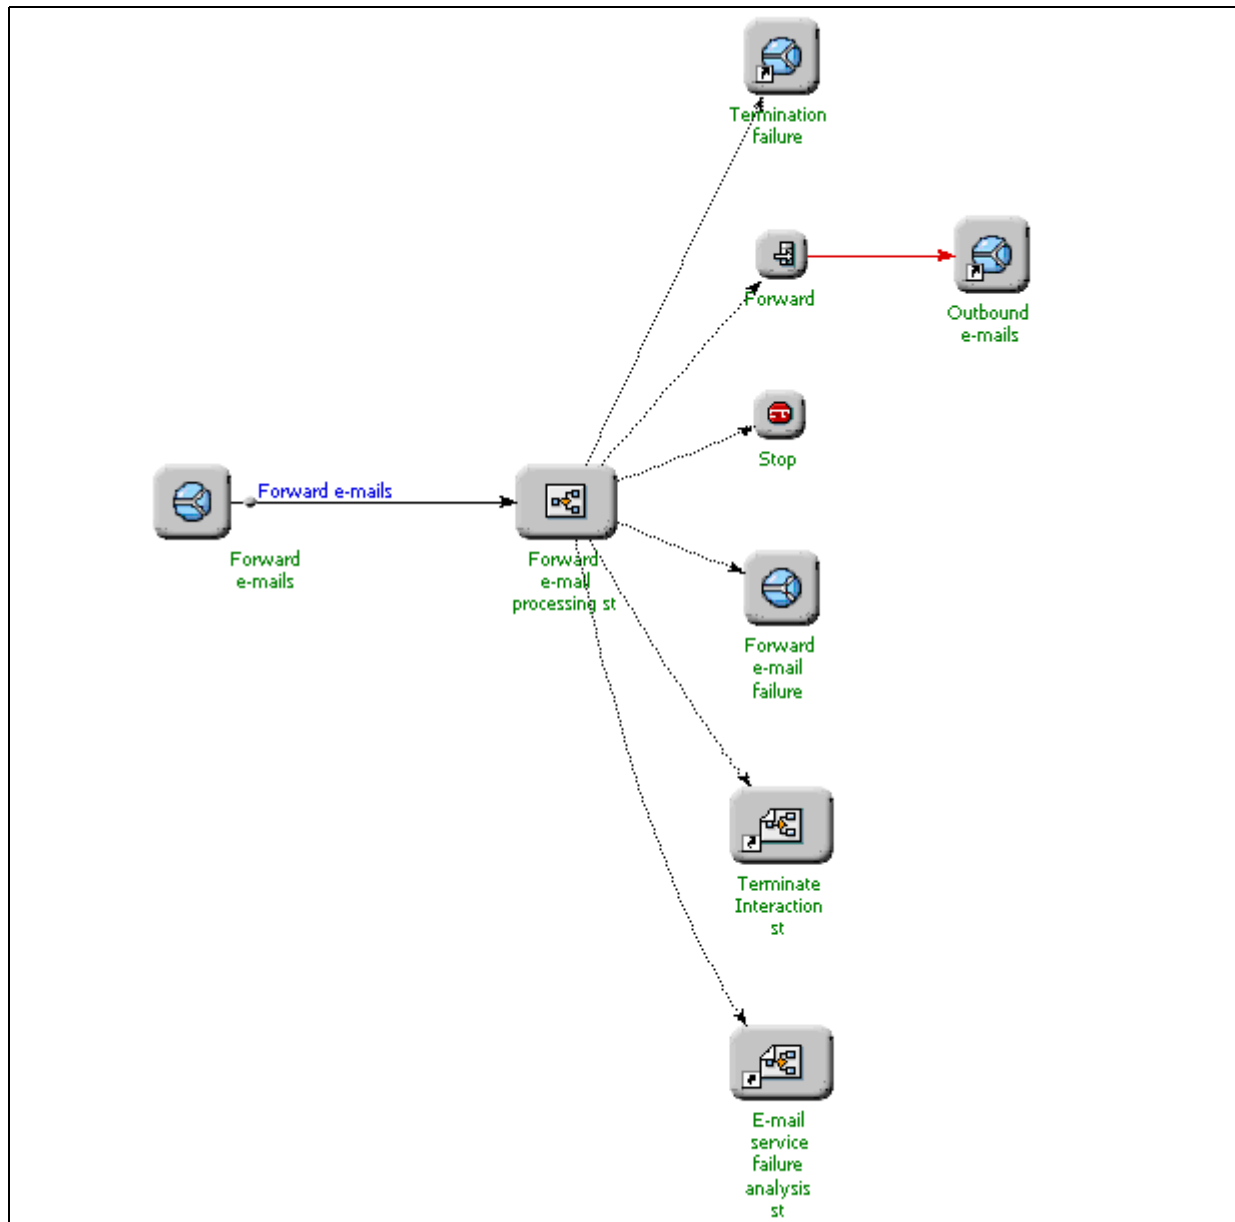 Termination
failure
Forward
Outbound
e-mails
Stop
Forward e-mails
Forward
e-mails
Forward
e-mail
processing st
Forward
e-mail
failure
Terminate
Interaction
st
E-mail
service
failure
analysis
st